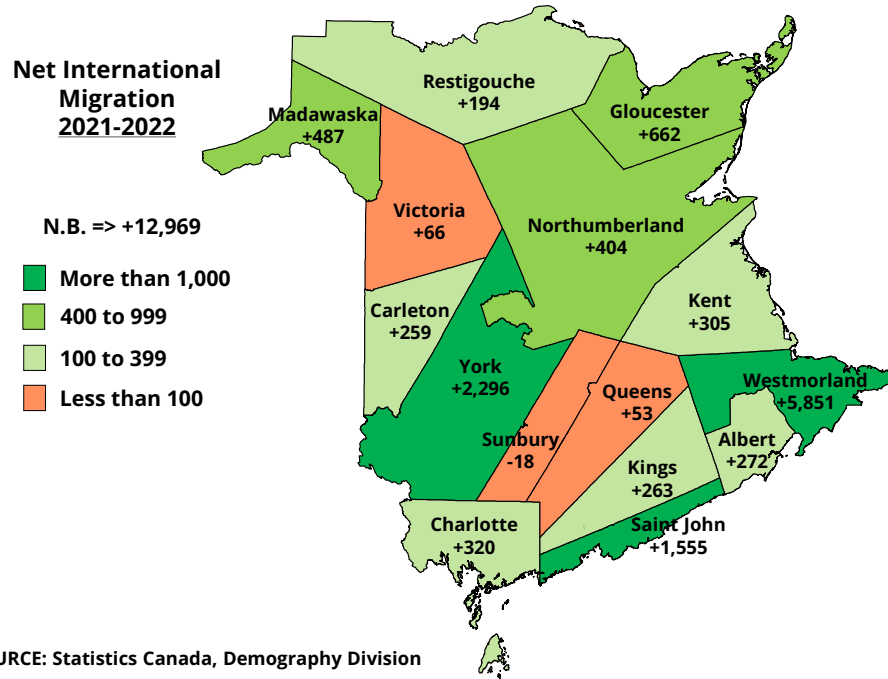 Net International
Migration
2021-2022
N.B. => +12,969
More than 1,000
400 to 999
100 to 399
Less than 100
Restigouche
+194
Madawaska
+487
Gloucester
+662
Victoria
+66
Northumberland
+404
Carleton
+259
Kent
+305
York
+2,296
Westmorland
+5,851
Queens
+53
Sunbury
-18
Albert
+272
Kings
+263
Charlotte
+320
Saint John
+1,555
URCE: Statistics Canada, Demography Division